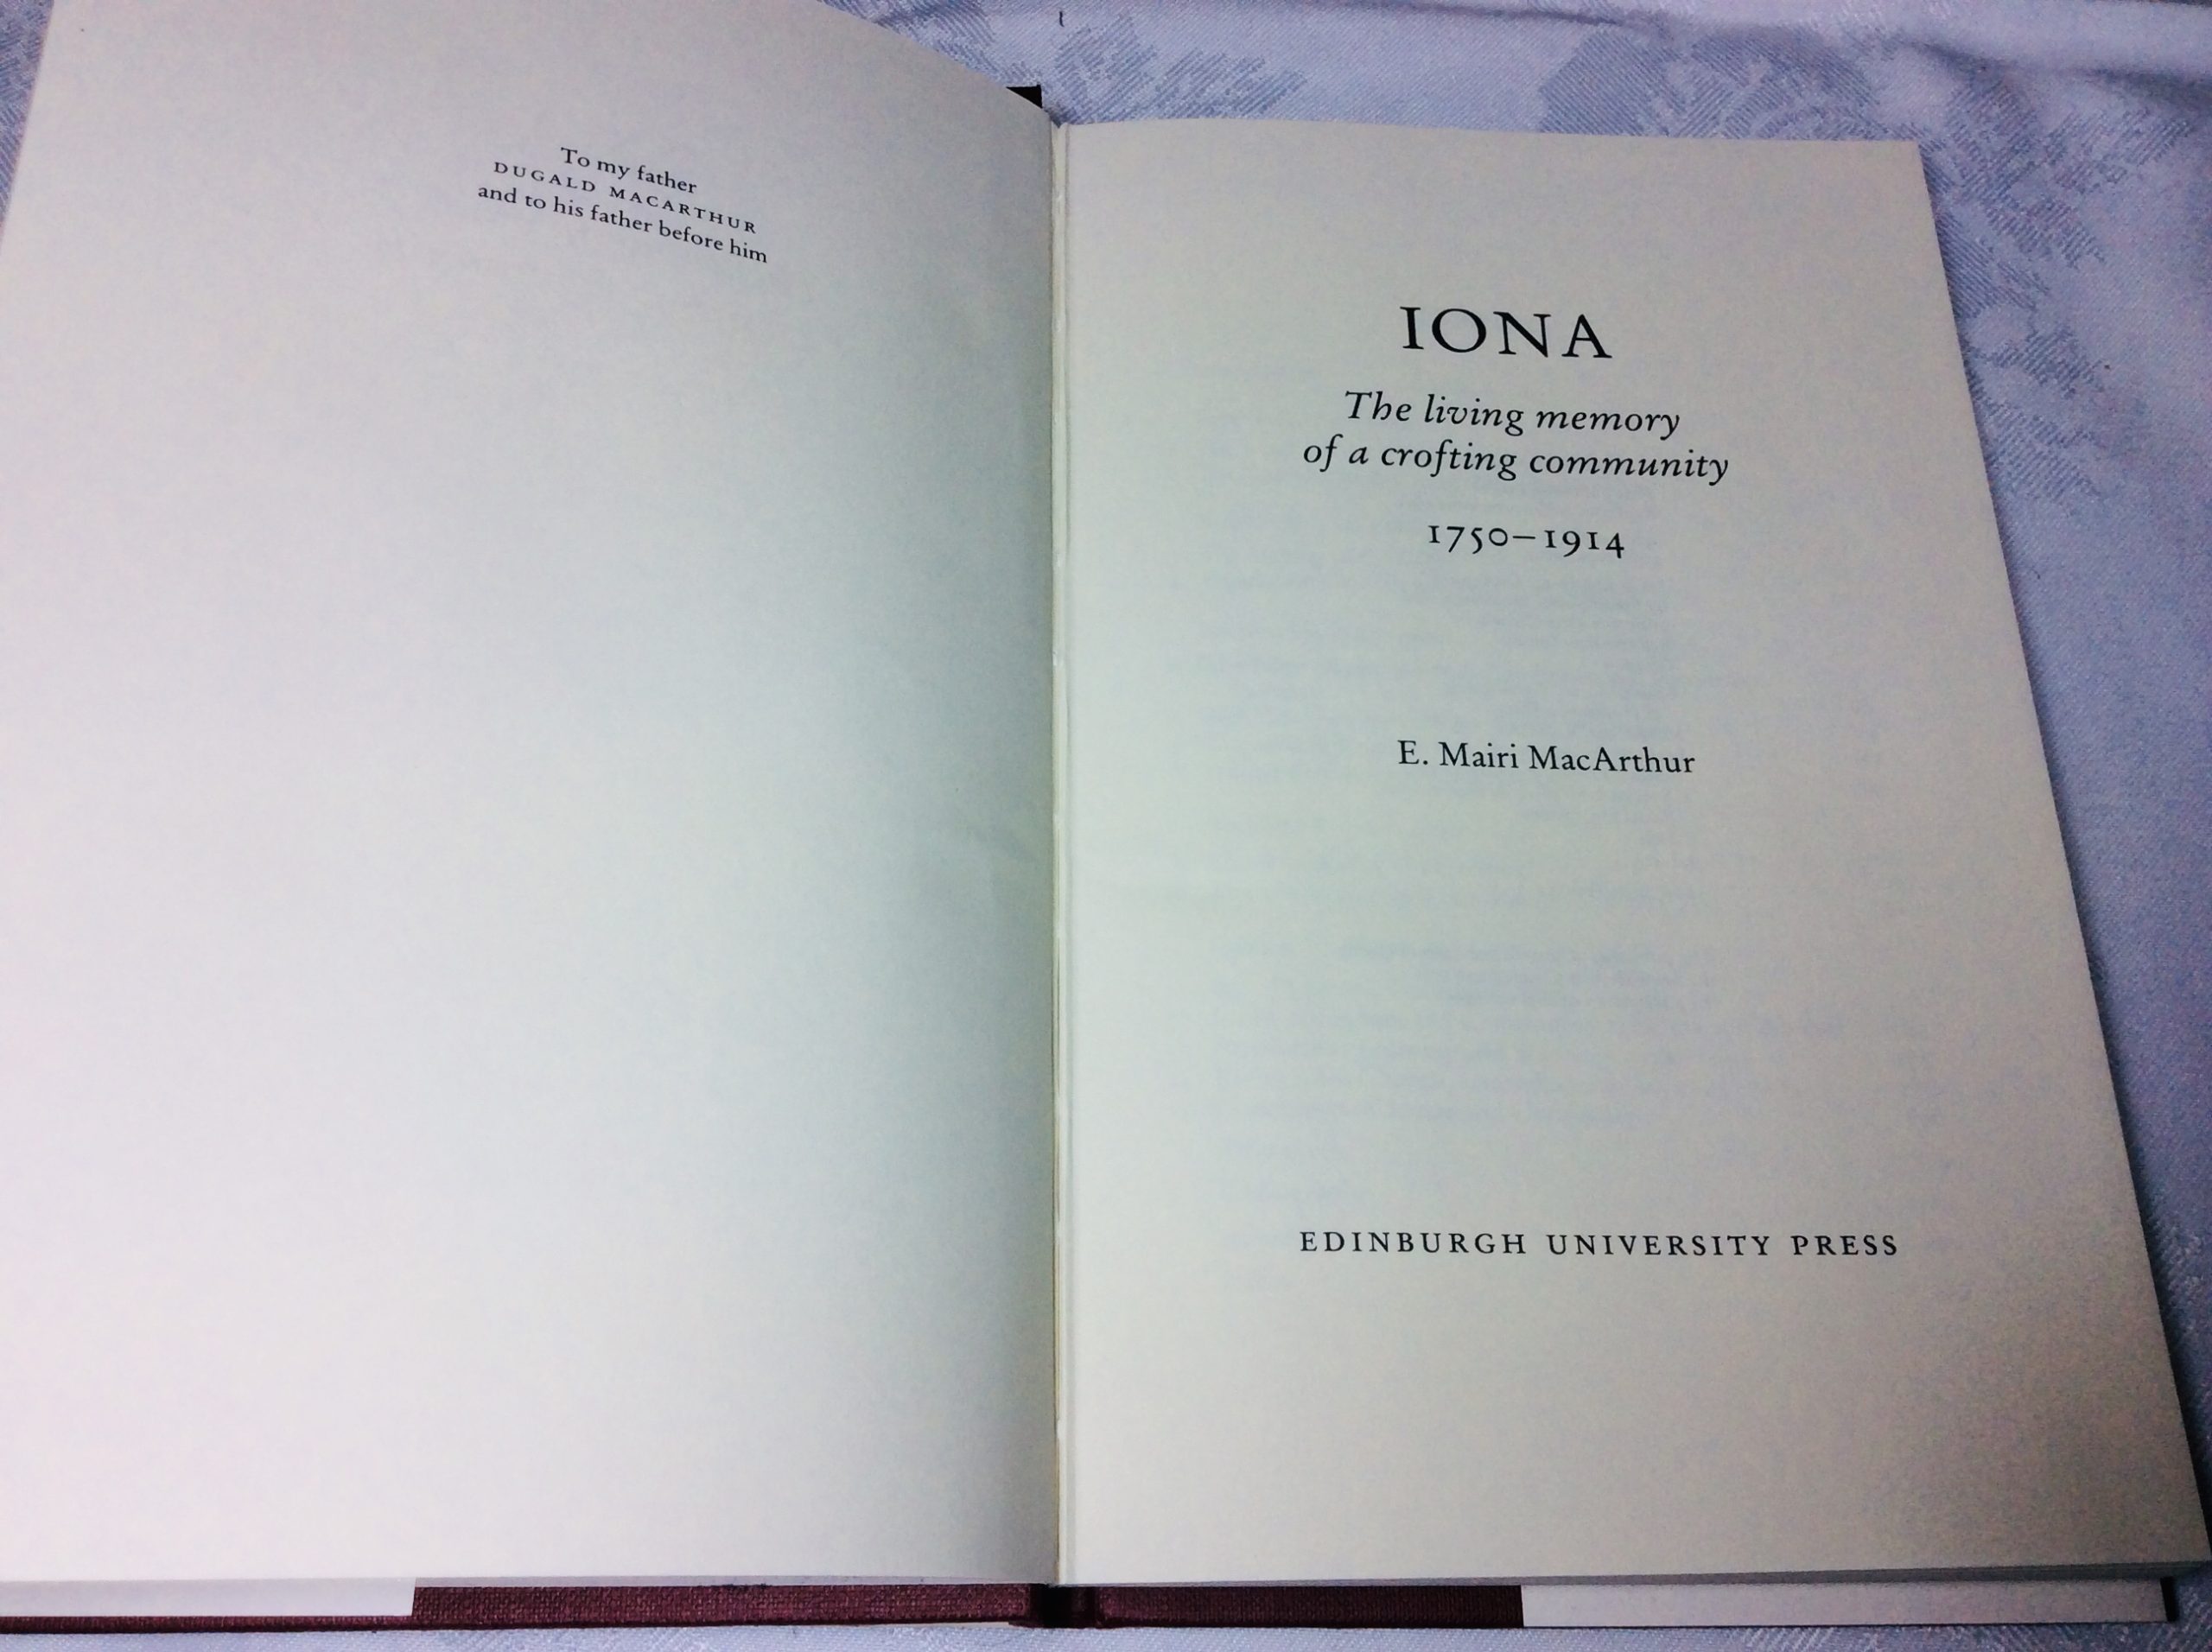 To my father
DUGALD MACARTHUR
and to his father before him
IONA
The living memory
of a crofting community
1750–1914
E. Mairi MacArthur
EDINBURGH UNIVERSITY PRESS